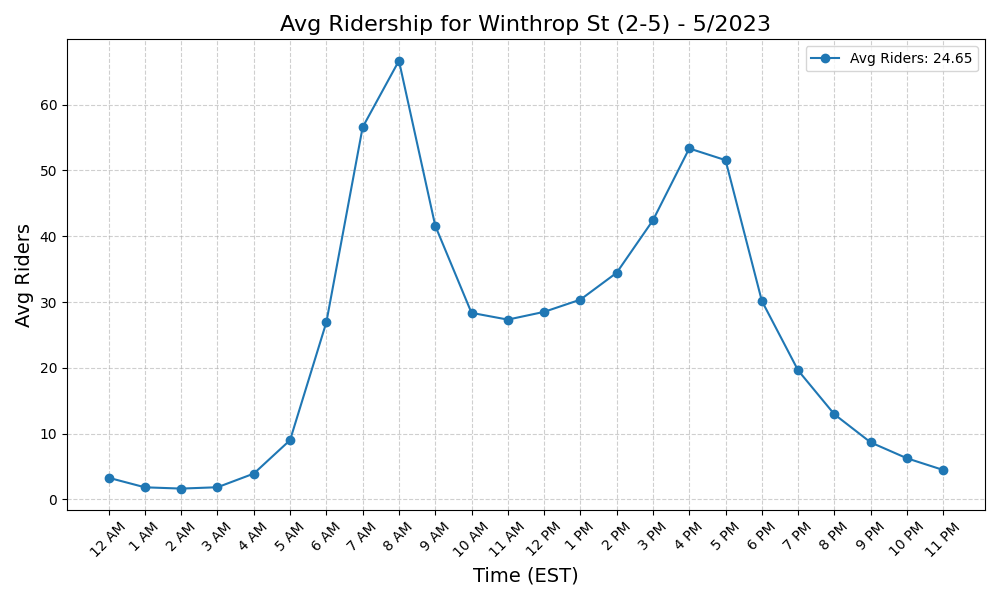 Avg Ridership for Winthrop St (2-5) - 5/2023
Avg Riders: 24.65
Avg Riders
60
50
40
30
20
10
0
12 AM
1 AM
2 AM
3 AM
4 AM
5 AM
6 AM
7 AM
8 AM
9 AM
10 AM
11 AM
12 PM
1 PM
2 PM
3 PM
4 PM
5 PM
6 PM
7 PM
8 PM
9 PM
10 PM
11 PM
Time (EST)